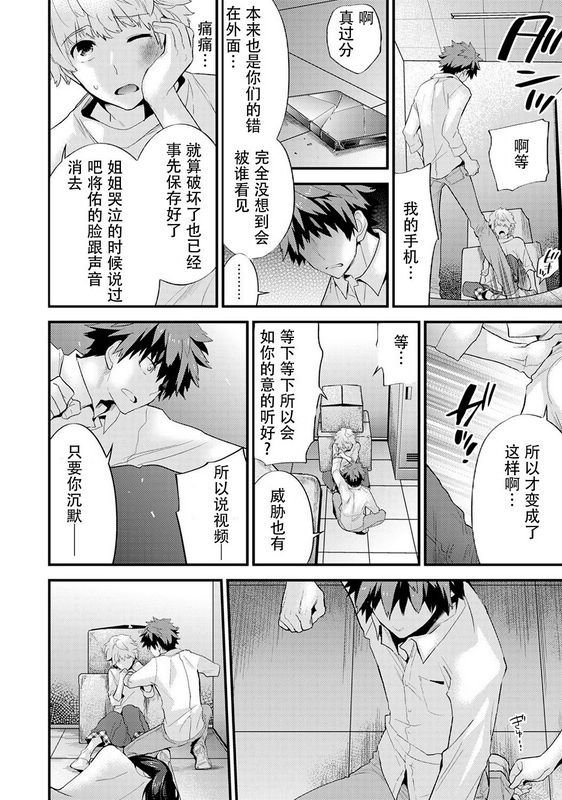 啊等
我的手机…
啊
真过分
完全没想到会
被谁看见
………
本来也是你们的错
在外面…
就算破坏了也已经
事先保存好了
痛痛…
姐姐哭泣的时候说过
吧将佑的脸跟声音
消去
所以才变成了
这样啊…
等…
等下等下所以会
如你的意的听好?
威胁也有
所以说视频——
只要你沉默——